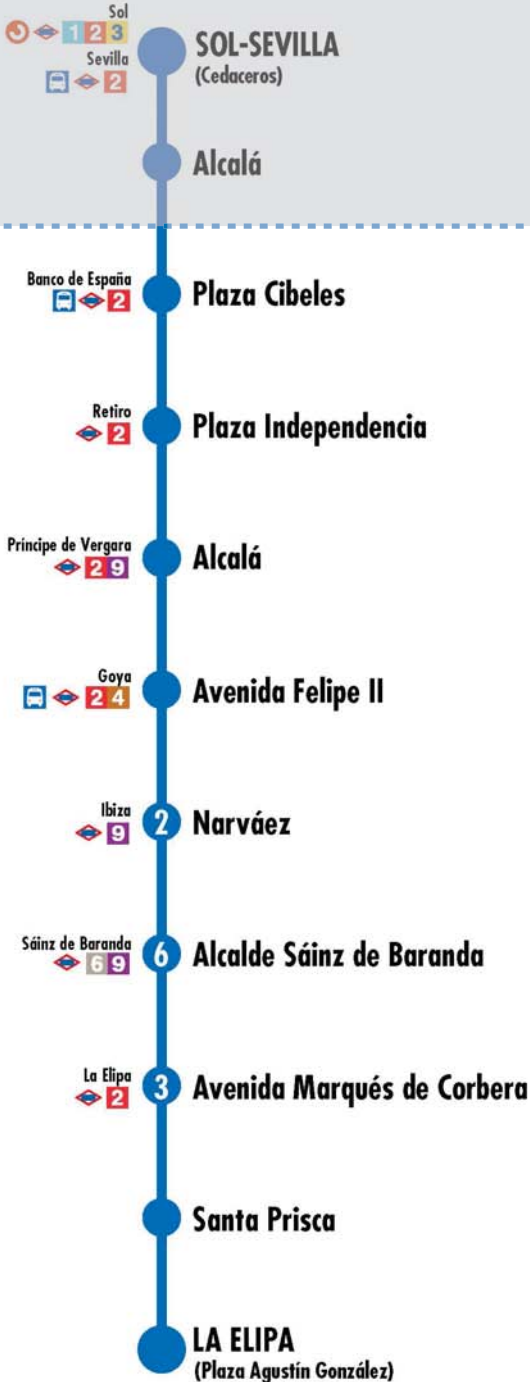 Sol
1 2 3
SOL-SEVILLA
Sevilla
2
(Cedaceros)
Alcalá
Banco de España
2
Plaza Cibeles
Retiro
2
Plaza Independencia
Príncipe de Vergara
2 9
Alcalá
Goya
2 4
Avenida Felipe II
Ibiza
9
2 Narváez
Sáinz de Baranda
6 9
6 Alcalde Sáinz de Baranda
La Elipa
2
3 Avenida Marqués de Corbera
Santa Prisca
LA ELIPA
(Plaza Agustín González)